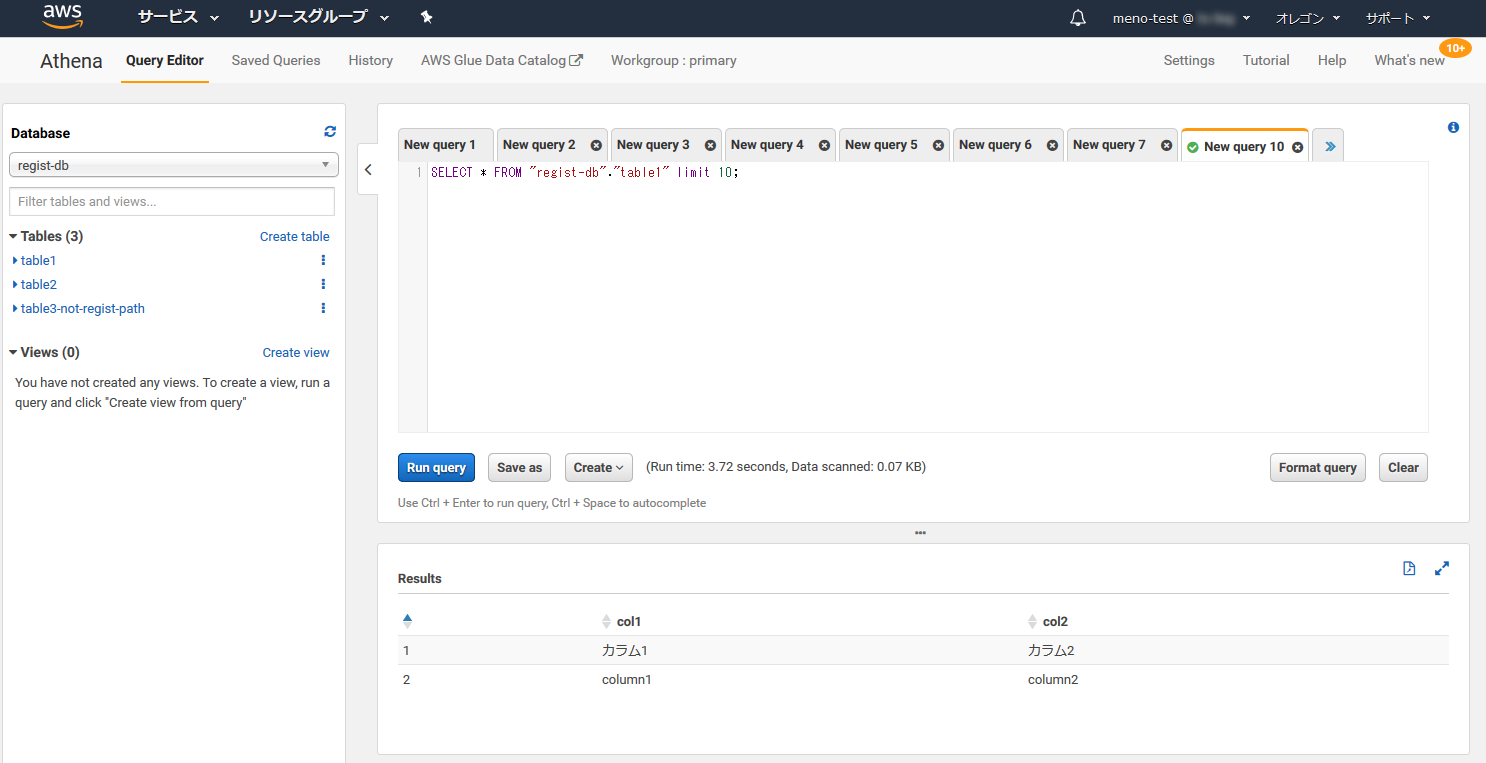 aws サービス リソースグループ meno-test @ オレゴン サポート
Athena Query Editor Saved Queries History AWS Glue Data Catalog Workgroup : primary Settings Tutorial Help What's new 10+
Database
regist-db
Filter tables and views...
Tables (3) Create table
table1
table2
table3-not-regist-path
Views (0) Create view
You have not created any views. To create a view, run a
query and click "Create view from query"
New query 1 New query 2 New query 3 New query 4 New query 5 New query 6 New query 7 New query 10 »
1 SELECT * FROM "regist-db"."table1" limit 10;
Run query Save as Create (Run time: 3.72 seconds, Data scanned: 0.07 KB) Format query Clear
Use Ctrl + Enter to run query, Ctrl + Space to autocomplete
Results
col1 col2
1 カラム1 カラム2
2 column1 column2